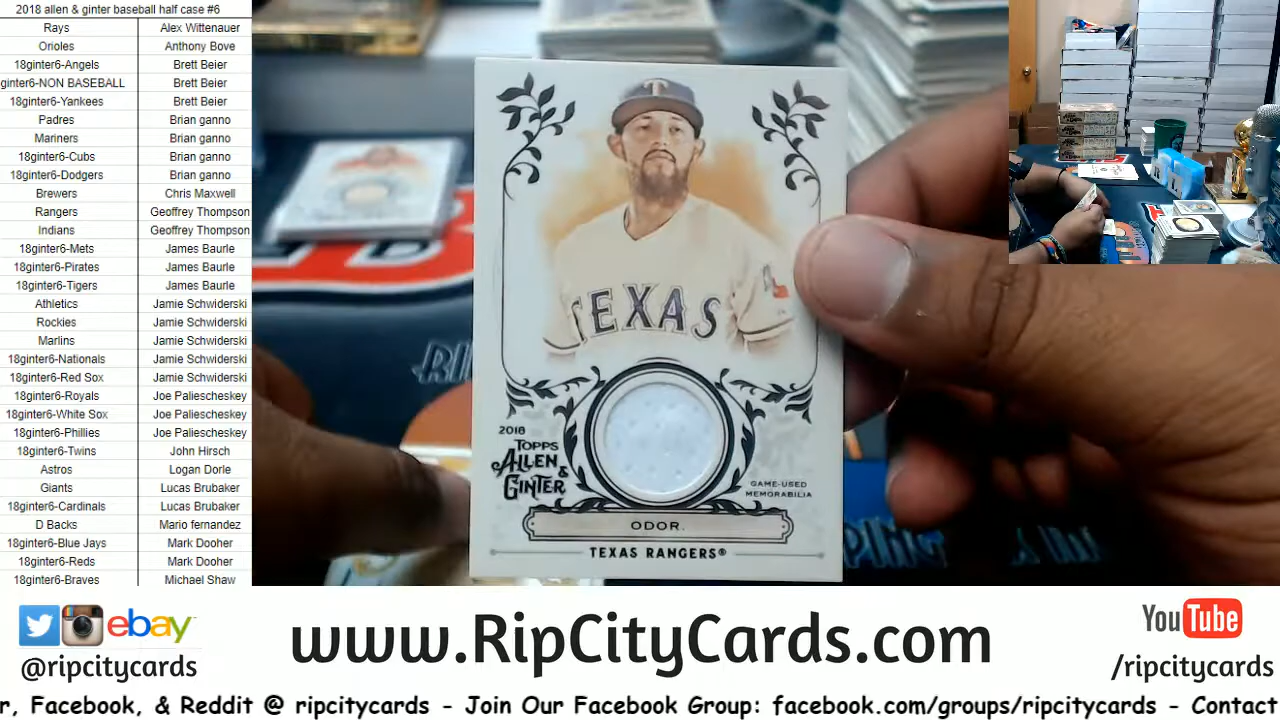 2018 allen & ginter baseball half case #6
Rays Alex Wittenauer
Orioles Anthony Bove
18ginter6-Angels Brett Beier
ginter6-NON BASEBALL Brett Beier
18ginter6-Yankees Brett Beier
Padres Brian ganno
Mariners Brian ganno
18ginter6-Cubs Brian ganno
18ginter6-Dodgers Brian ganno
Brewers Chris Maxwell
Rangers Geoffrey Thompson
Indians Geoffrey Thompson
18ginter6-Mets James Baurle
18ginter6-Pirates James Baurle
18ginter6-Tigers James Baurle
Athletics Jamie Schwiderski
Rockies Jamie Schwiderski
Marlins Jamie Schwiderski
18ginter6-Nationals Jamie Schwiderski
18ginter6-Red Sox Jamie Schwiderski
18ginter6-Royals Joe Paliescheskey
18ginter6-White Sox Joe Paliescheskey
18ginter6-Phillies Joe Paliescheskey
18ginter6-Twins John Hirsch
Astros Logan Dorle
Giants Lucas Brubaker
18ginter6-Cardinals Lucas Brubaker
D Backs Mario fernandez
18ginter6-Blue Jays Mark Dooher
18ginter6-Reds Mark Dooher
18ginter6-Braves Michael Shaw
T
TEXAS
2018
TOPPS
ALLEN &
GINTER
GAME-USED
MEMORABILIA
ODOR.
TEXAS RANGERS®
ebay
@ripcitycards
www.RipCityCards.com
YouTube
/ripcitycards
r, Facebook, & Reddit @ ripcitycards - Join Our Facebook Group: facebook.com/groups/ripcitycards - Contact